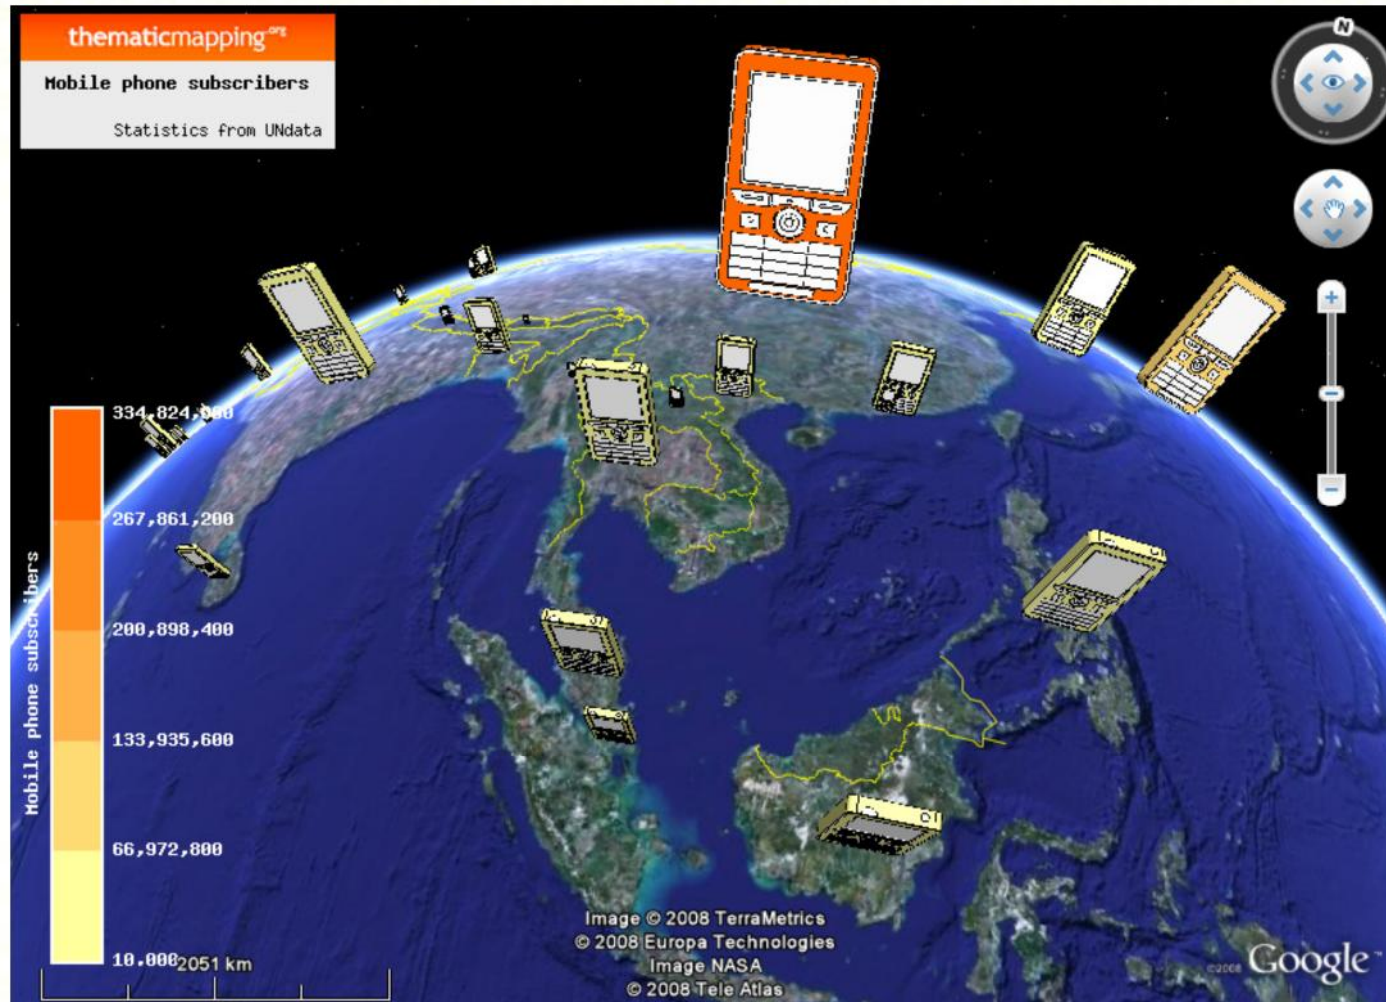 thematicmapping.org
Mobile phone subscribers
Statistics from UNdata
N
334,824,000
267,861,200
200,898,400
133,935,600
66,972,800
10,000
Mobile phone subscribers
2051 km
Image © 2008 TerraMetrics
© 2008 Europa Technologies
Image NASA
© 2008 Tele Atlas
©2008 Google™